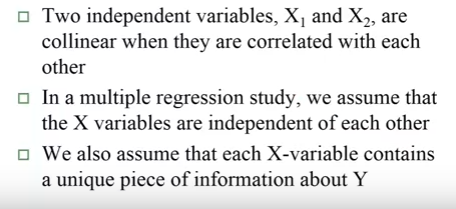 Two independent variables, X₁ and X₂, are
collinear when they are correlated with each
other
In a multiple regression study, we assume that
the X variables are independent of each other
We also assume that each X-variable contains
a unique piece of information about Y